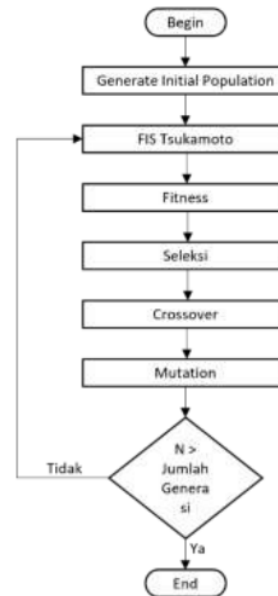 Begin
Generate Initial Population
FIS Tsukamoto
Fitness
Seleksi
Crossover
Mutation
N >
Jumlah
Genera
si
Tidak
Ya
End